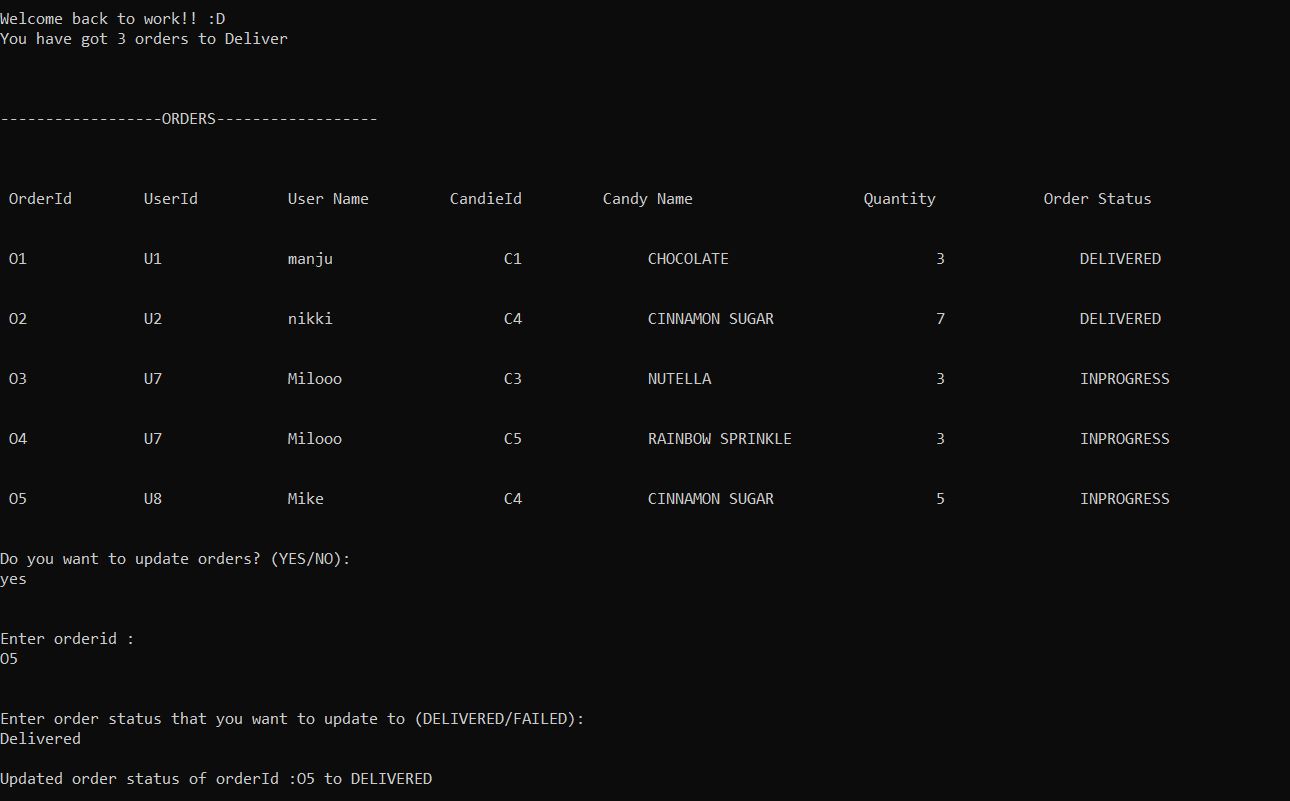 Welcome back to work!! :D
You have got 3 orders to Deliver
------------------ORDERS------------------
OrderId UserId User Name CandieId Candy Name Quantity Order Status
O1 U1 manju C1 CHOCOLATE 3 DELIVERED
O2 U2 nikki C4 CINNAMON SUGAR 7 DELIVERED
O3 U7 Milooo C3 NUTELLA 3 INPROGRESS
O4 U7 Milooo C5 RAINBOW SPRINKLE 3 INPROGRESS
O5 U8 Mike C4 CINNAMON SUGAR 5 INPROGRESS
Do you want to update orders? (YES/NO):
yes
Enter orderid :
O5
Enter order status that you want to update to (DELIVERED/FAILED):
Delivered
Updated order status of orderId :O5 to DELIVERED